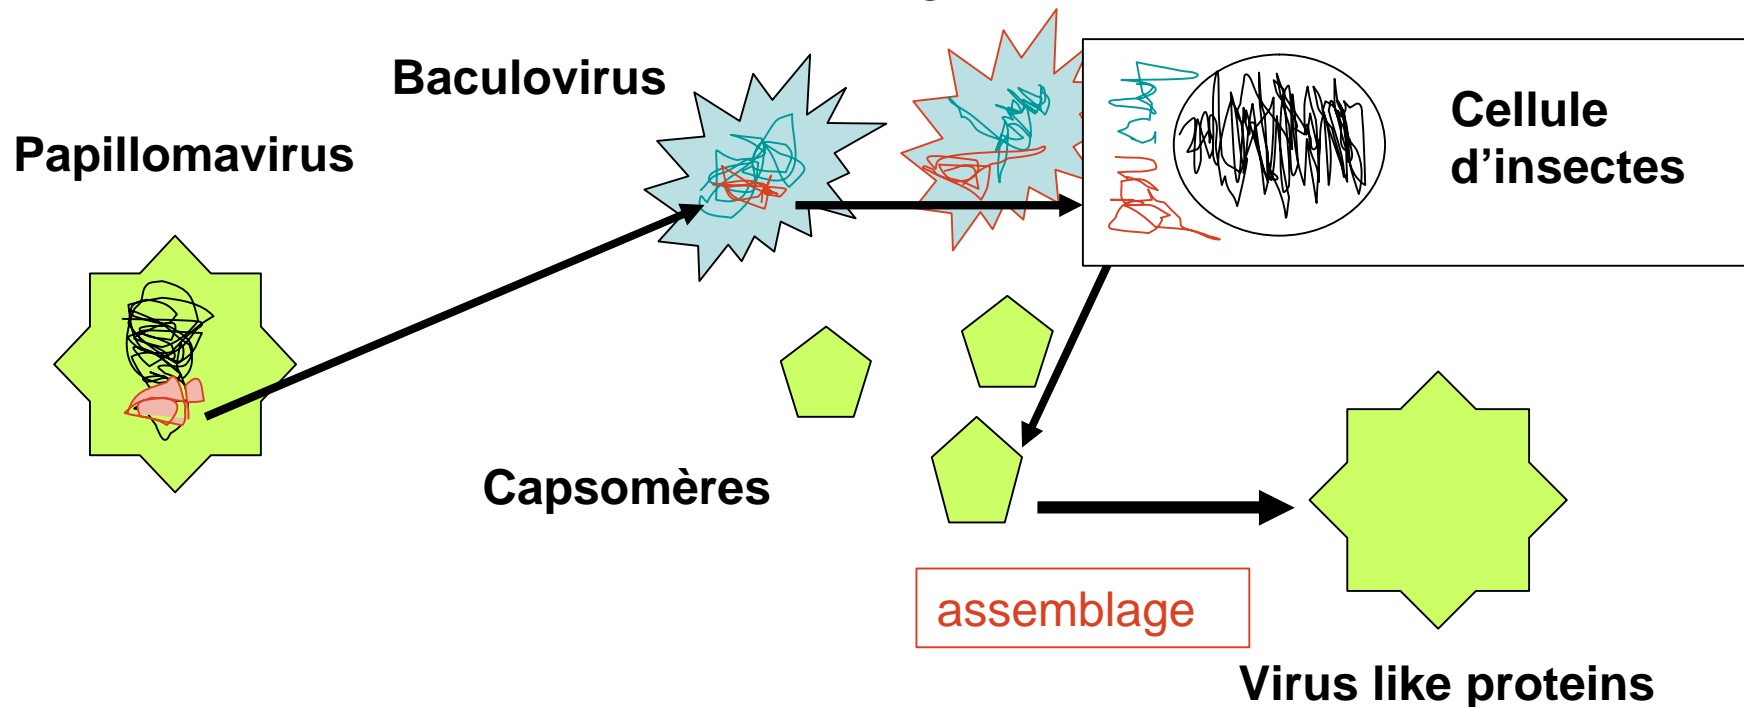 Baculovirus
Papillomavirus
Cellule
d’insectes
Capsomères
assemblage
Virus like proteins